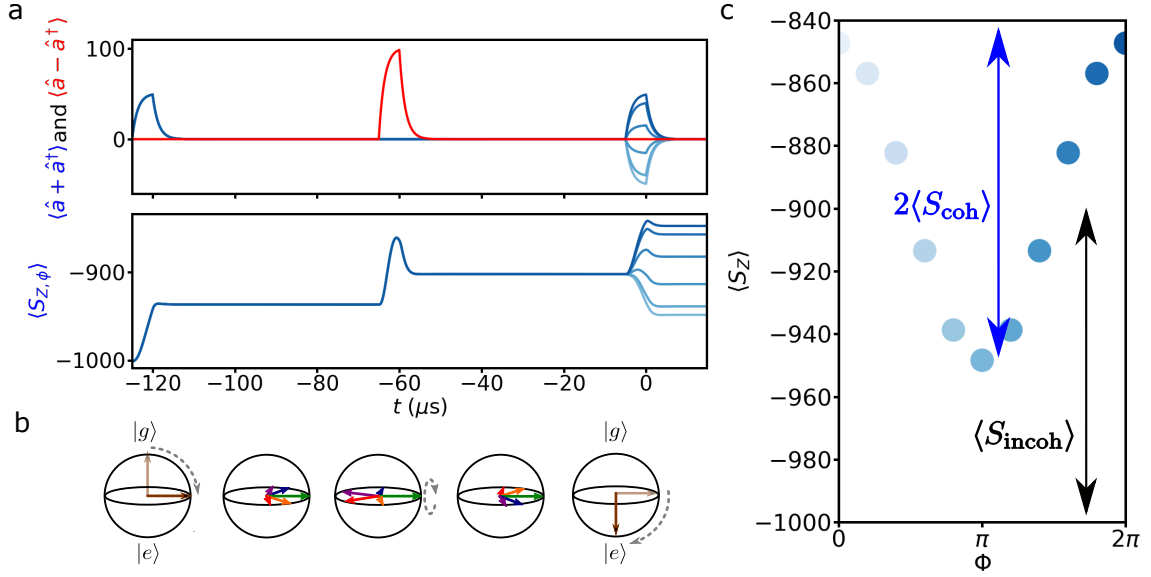 a
⟨â + â†⟩ and ⟨â − â†⟩
100
0
⟨S_{Z,ϕ}⟩
−900
−1000
−120 −100 −80 −60 −40 −20 0
t (μs)
b
|g⟩
|e⟩
|g⟩
|e⟩
c
⟨S_Z⟩
−840
−860
−880
−900
−920
−940
−960
−980
−1000
2⟨S_coh⟩
⟨S_incoh⟩
0 π 2π
Φ